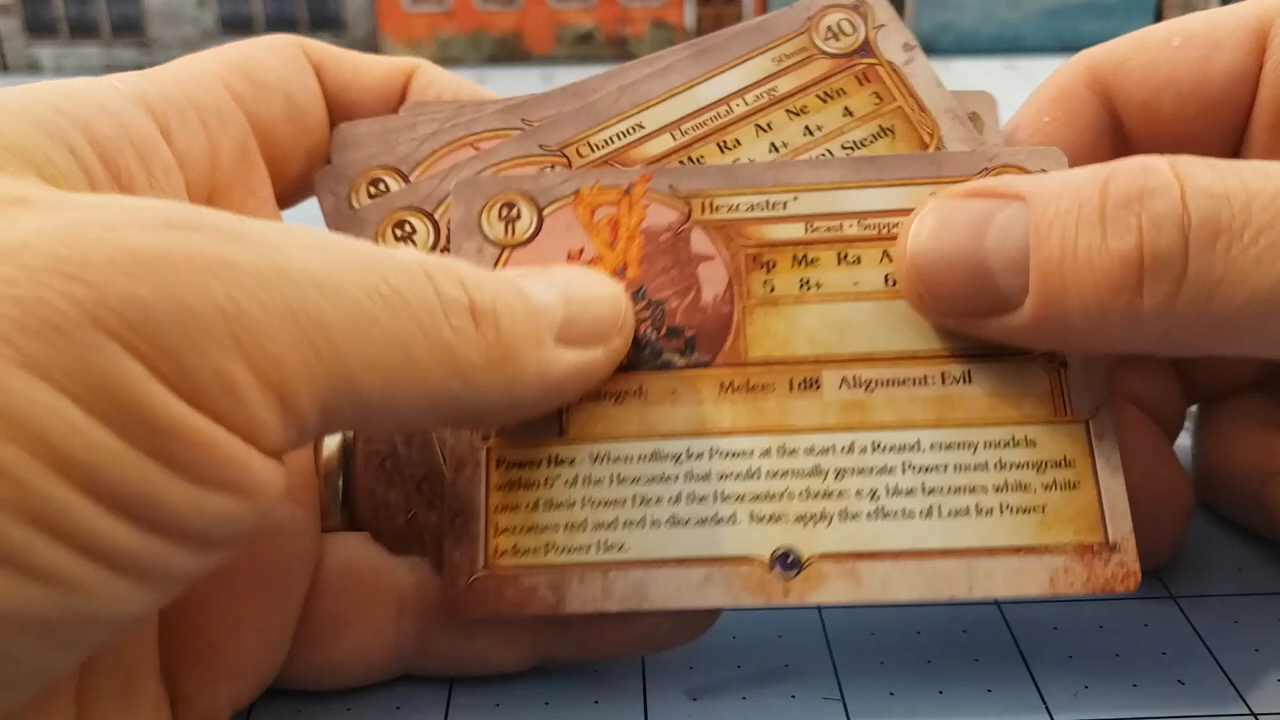 40
50mm
Charnox
Elemental · Large
Me Ra Ar Ne Wn H
4+ 4+ 4 3
Steady
Hexcaster*
Beast · Suppo
Sp Me Ra A
5 8+ - 6
anged: - Melee: 1d8 Alignment: Evil
Power Hex - When rolling for Power at the start of a Round, enemy models
within 6" of the Hexcaster that would normally generate Power must downgrade
one of their Power Dice of the Hexcaster's choice: e.g. blue becomes white, white
becomes red and red is discarded. Note: apply the effects of Lust for Power
before Power Hex.